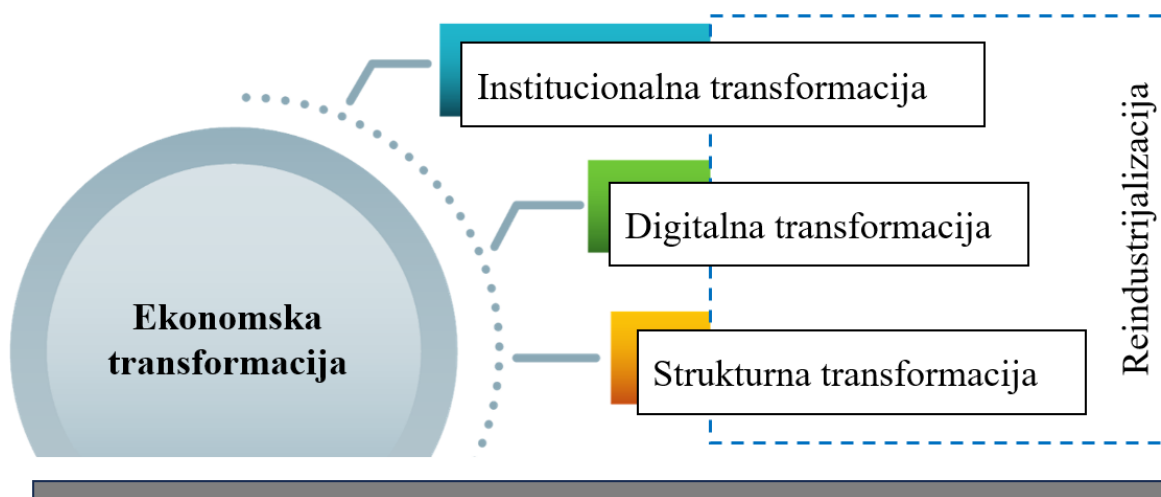 Institucionalna transformacija
Digitalna transformacija
Ekonomska
transformacija
Strukturna transformacija
Reindustrijalizacija